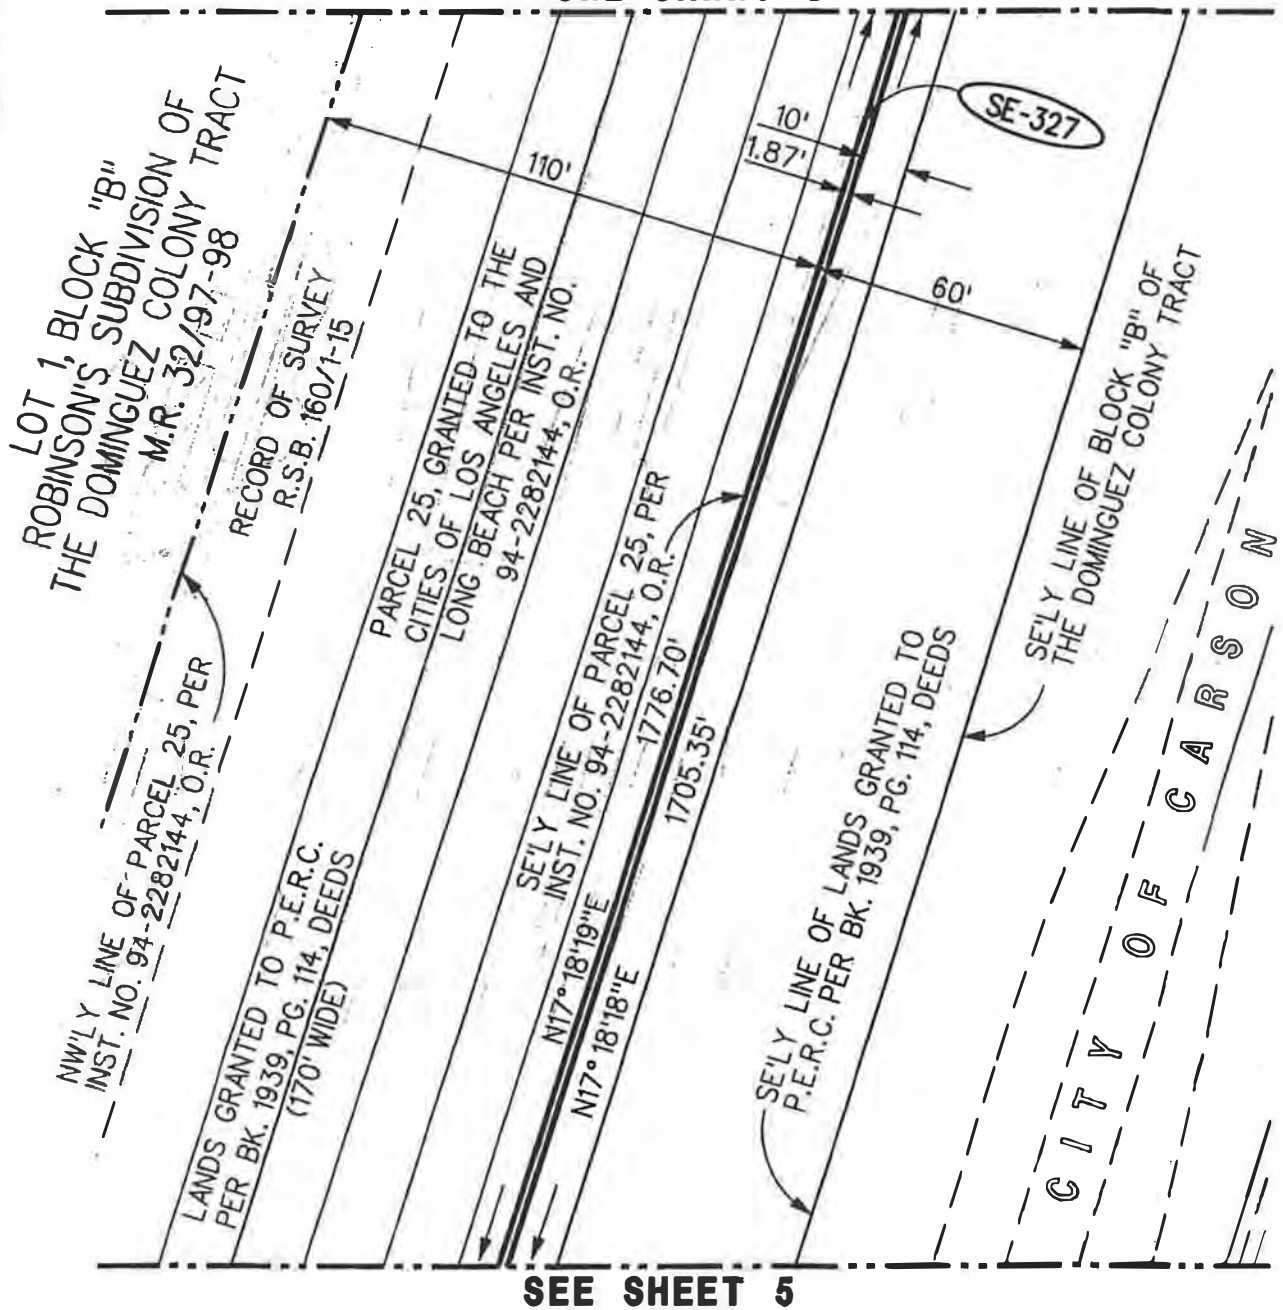 LOT 1, BLOCK "B"
ROBINSON'S SUBDIVISION OF
THE DOMINGUEZ COLONY TRACT
M.R. 32/97-98
RECORD OF SURVEY
R.S.B. 160/1-15
110'
10'
1.87'
SE-327
60'
PARCEL 25, GRANTED TO THE
CITIES OF LOS ANGELES AND
LONG BEACH PER INST. NO.
94-2282144, O.R.
NW'LY LINE OF PARCEL 25, PER
INST. NO. 94-2282144, O.R.
SE'LY LINE OF PARCEL 25, PER
INST. NO. 94-2282144, O.R.
1776.70'
1705.35'
N17°18'19"E
N17°18'18"E
LANDS GRANTED TO P.E.R.C.
PER BK. 1939, PG. 114, DEEDS
(170' WIDE)
SE'LY LINE OF BLOCK "B" OF
THE DOMINGUEZ COLONY TRACT
SE'LY LINE OF LANDS GRANTED TO
P.E.R.C. PER BK. 1939, PG. 114, DEEDS
CITY OF CARSON
SEE SHEET 5